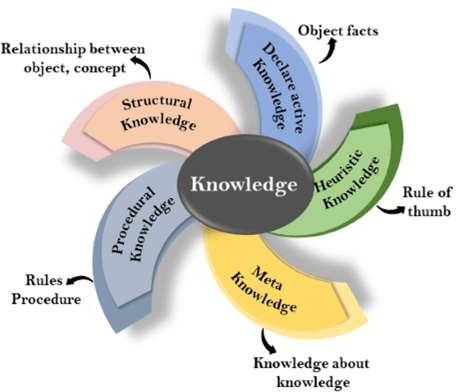 Relationship between
object, concept
Structural
Knowledge
Object facts
Declare active
Knowledge
Knowledge
Heuristic
Knowledge
Rule of
thumb
Procedural
Knowledge
Rules
Procedure
Meta
Knowledge
Knowledge about
knowledge